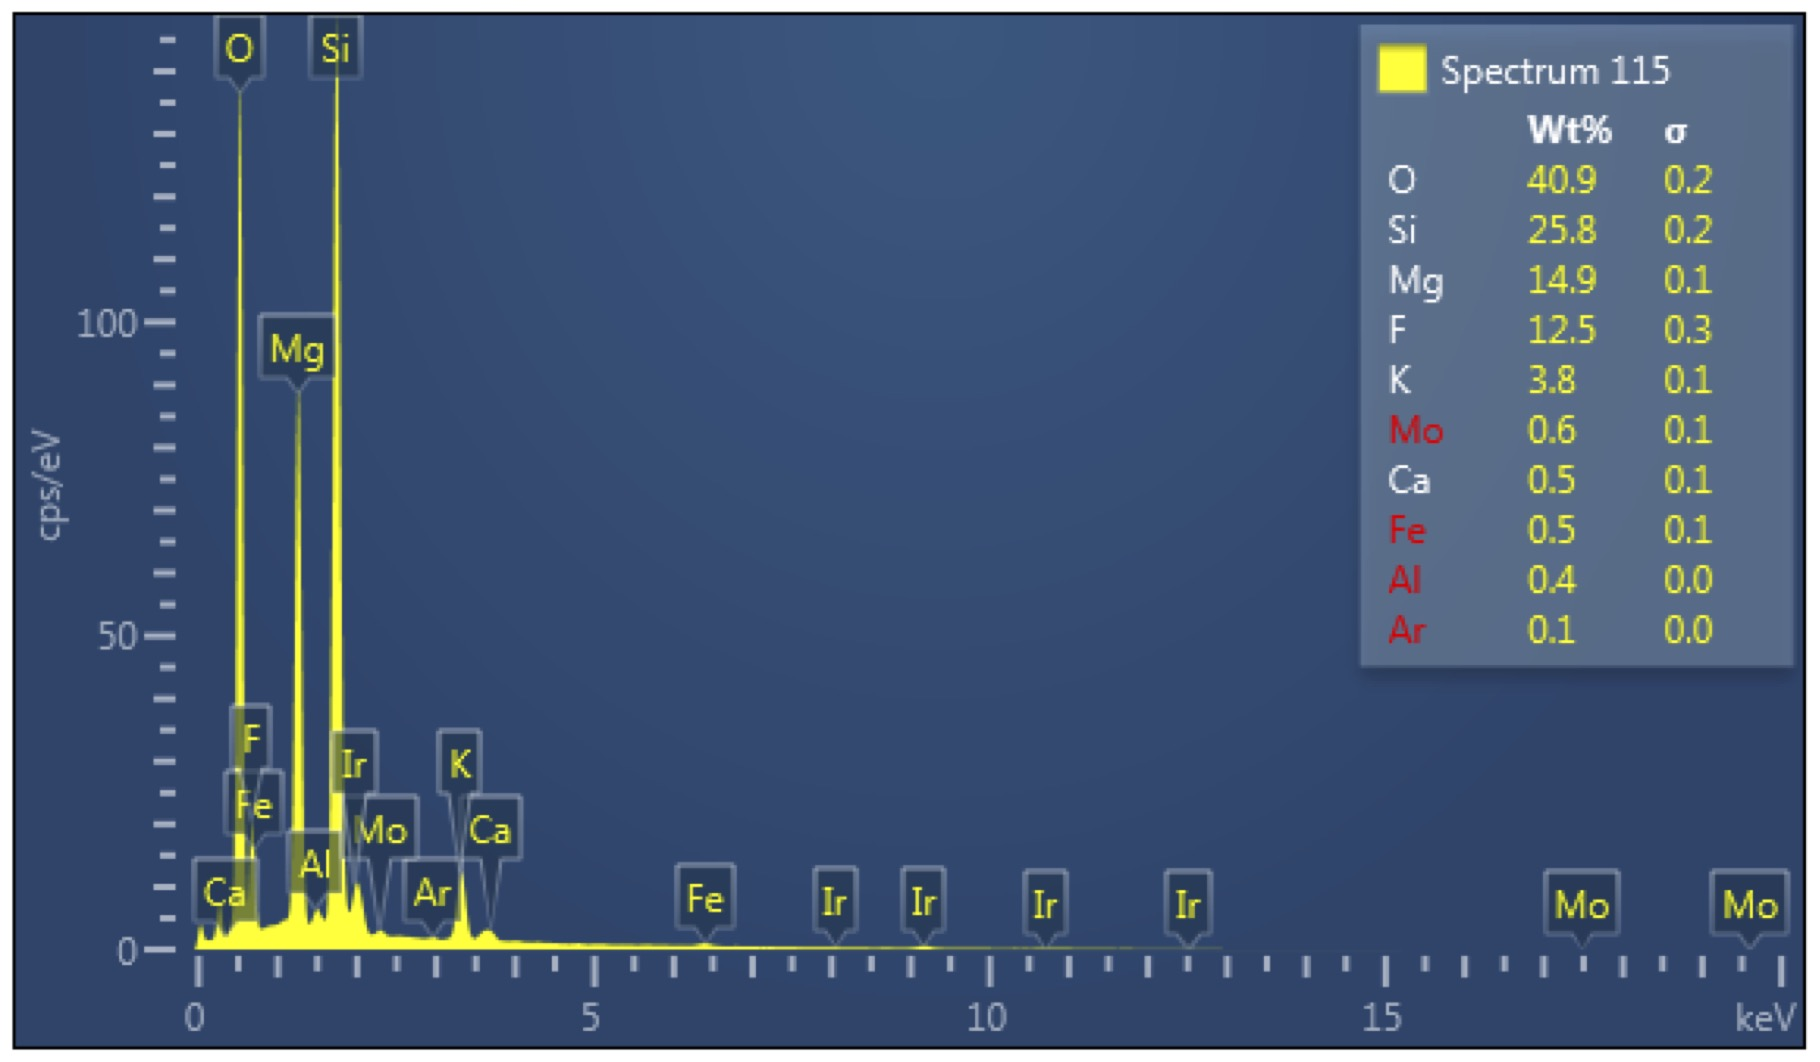 O Si
Spectrum 115
Wt% σ
O 40.9 0.2
Si 25.8 0.2
Mg 14.9 0.1
F 12.5 0.3
K 3.8 0.1
Mo 0.6 0.1
Ca 0.5 0.1
Fe 0.5 0.1
Al 0.4 0.0
Ar 0.1 0.0
100
Mg
cps/eV
50
F Ir K
Fe Mo Ca
Al
Ca Ar Fe Ir Ir Ir Ir Mo Mo
0
0 5 10 15 keV